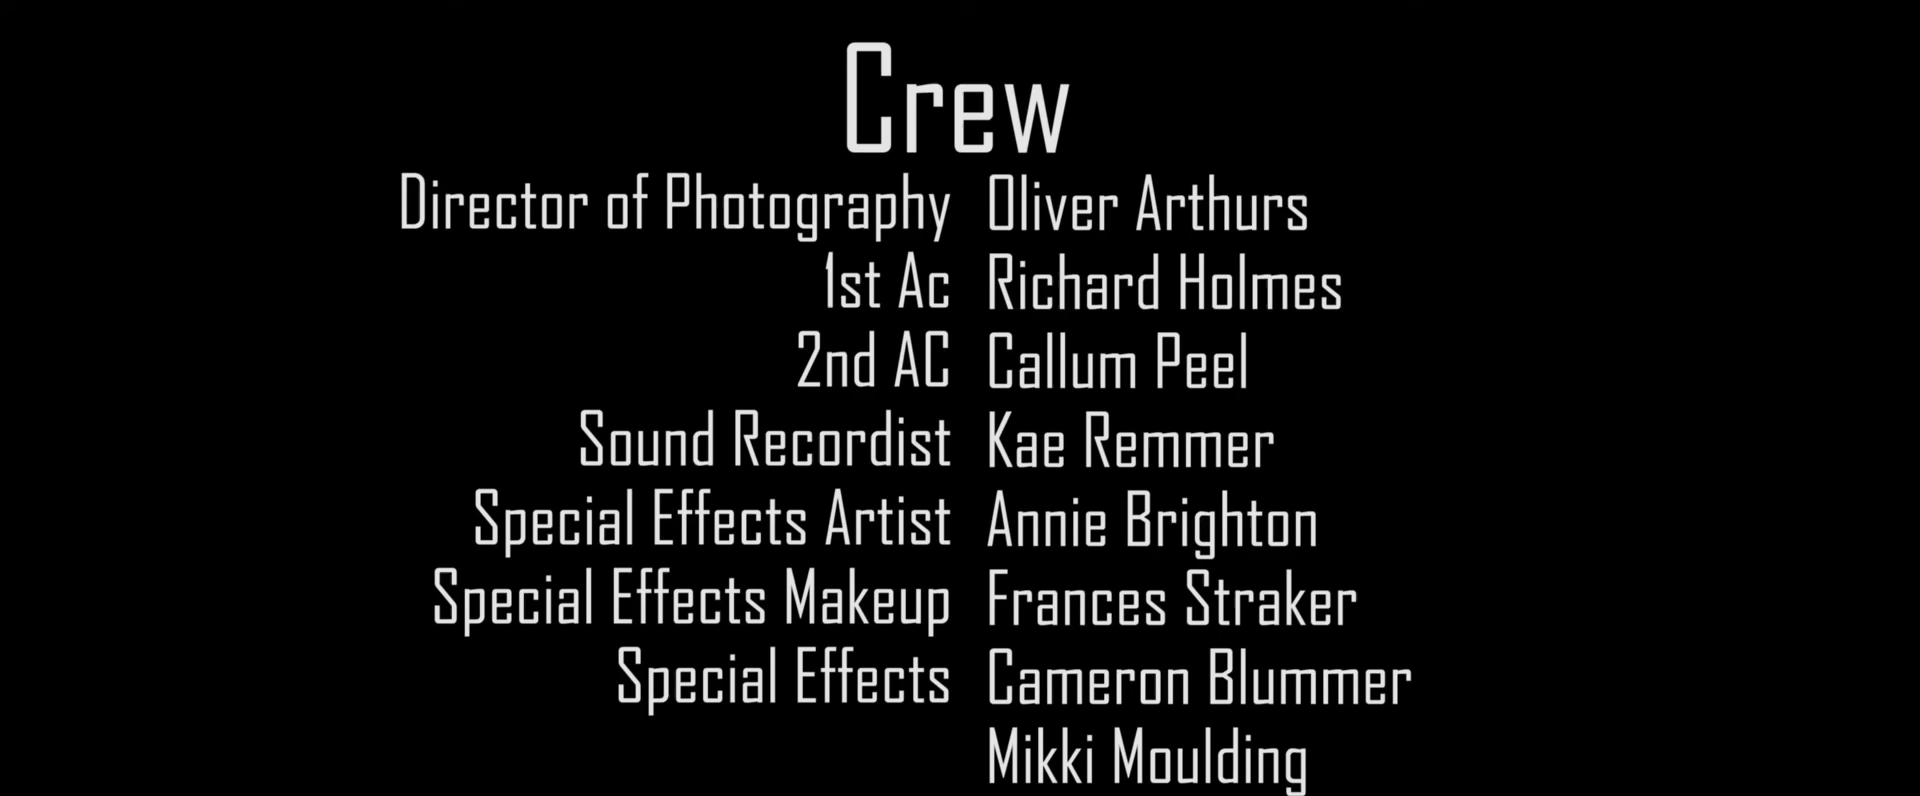 Crew
Director of Photography Oliver Arthurs
1st Ac Richard Holmes
2nd AC Callum Peel
Sound Recordist Kae Remmer
Special Effects Artist Annie Brighton
Special Effects Makeup Frances Straker
Special Effects Cameron Blummer
Mikki Moulding